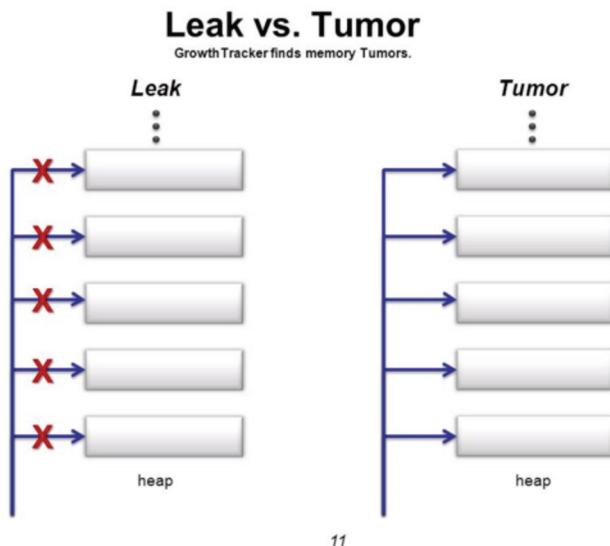 Leak vs. Tumor
GrowthTracker finds memory Tumors.
Leak
Tumor
X
X
X
X
X
heap
heap
11